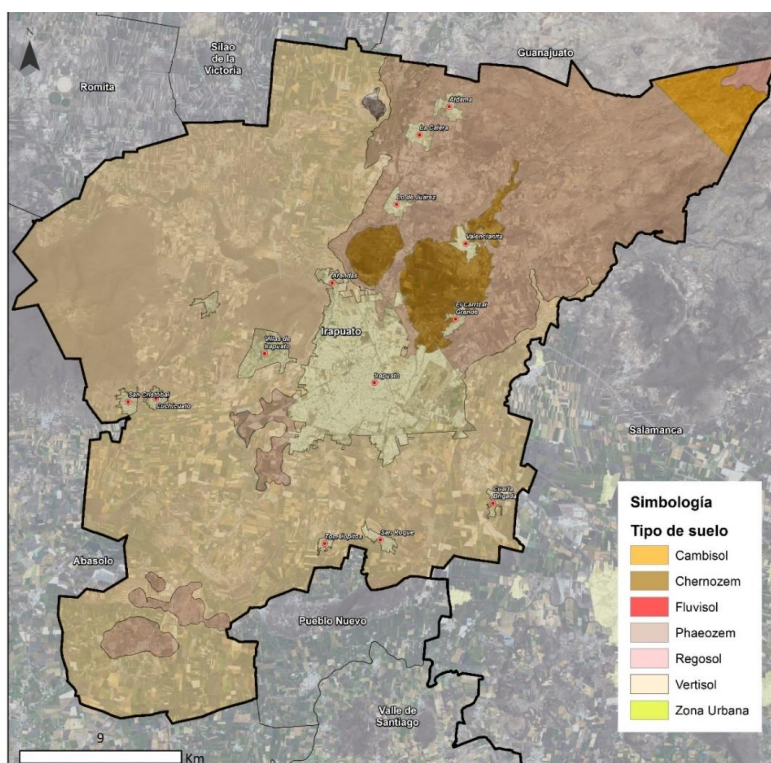 N
Silao
de la
Victoria
Guanajuato
Romita
Aldama
La Calera
Lo de Juárez
Valencianita
Arandas
El Carrizal
Grande
Irapuato
Villas de
Irapuato
Irapuato
San Cristóbal
Cuchicuato
Salamanca
Cuarta
Brigada
Tomelopitos
San Roque
Abasolo
Pueblo Nuevo
Valle de
Santiago
9
Km
Simbología
Tipo de suelo
Cambisol
Chernozem
Fluvisol
Phaeozem
Regosol
Vertisol
Zona Urbana